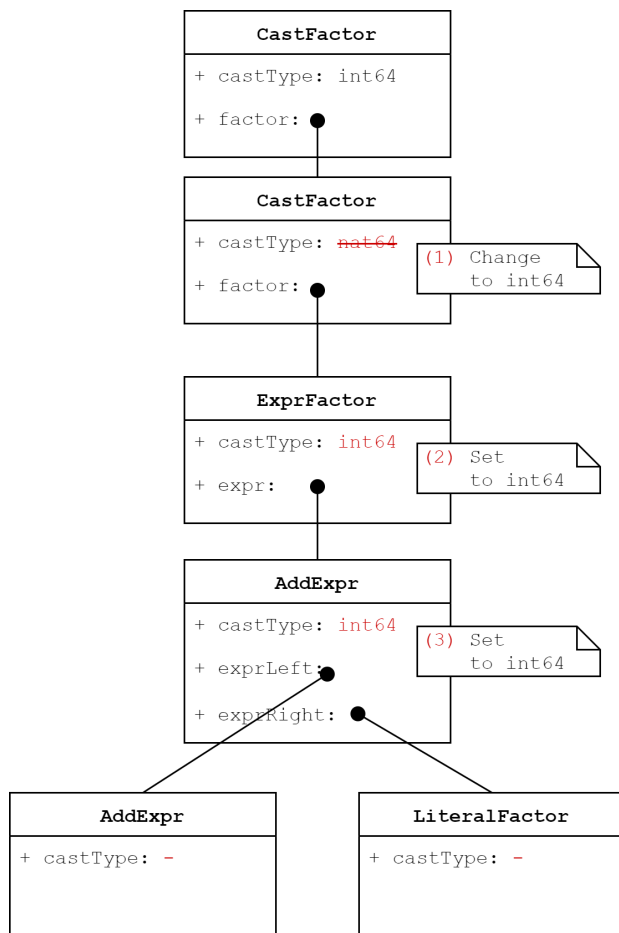 CastFactor
+ castType: int64
+ factor:
CastFactor
+ castType: nat64
(1) Change
to int64
+ factor:
ExprFactor
+ castType: int64
(2) Set
to int64
+ expr:
AddExpr
+ castType: int64
(3) Set
to int64
+ exprLeft:
+ exprRight:
AddExpr
+ castType: -
LiteralFactor
+ castType: -